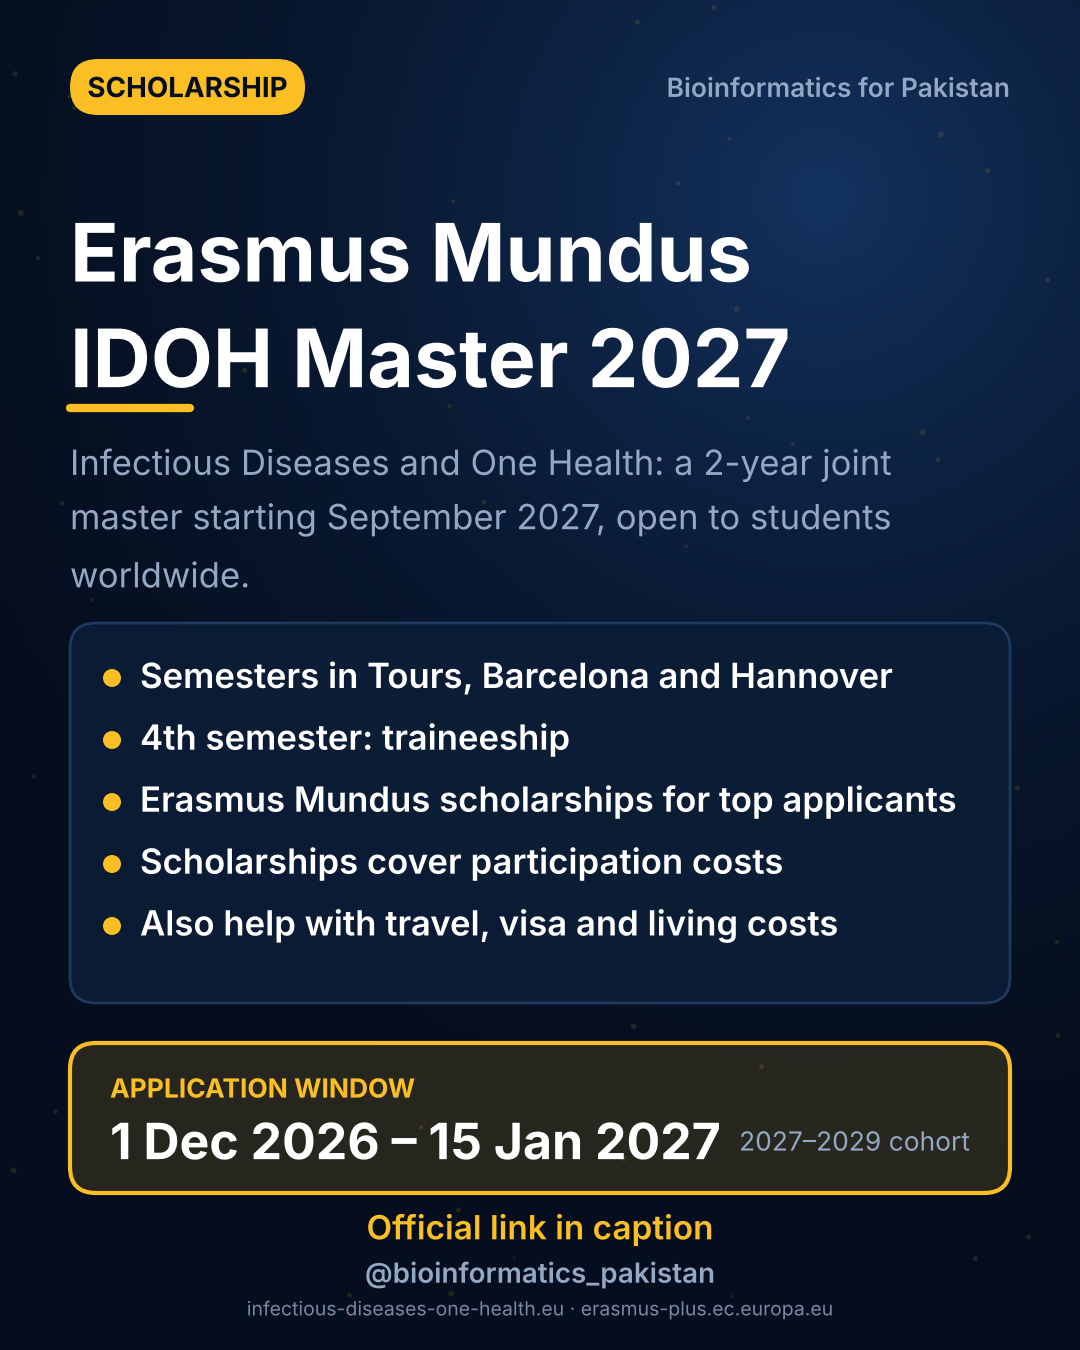 SCHOLARSHIP
Bioinformatics for Pakistan
Erasmus Mundus
IDOH Master 2027
Infectious Diseases and One Health: a 2-year joint
master starting September 2027, open to students
worldwide.
Semesters in Tours, Barcelona and Hannover
4th semester: traineeship
Erasmus Mundus scholarships for top applicants
Scholarships cover participation costs
Also help with travel, visa and living costs
APPLICATION WINDOW
1 Dec 2026 – 15 Jan 2027 2027–2029 cohort
Official link in caption
@bioinformatics_pakistan
infectious-diseases-one-health.eu · erasmus-plus.ec.europa.eu